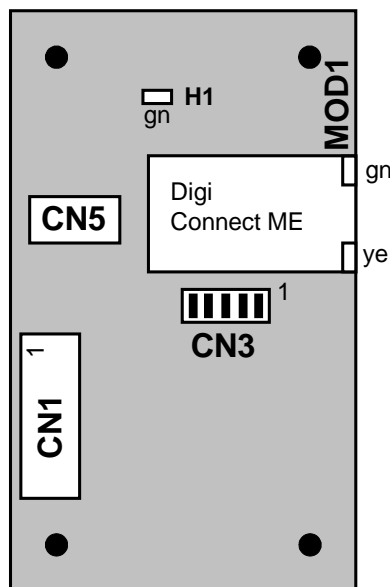 H1
gn
MOD1
gn
Digi
Connect ME
CN5
ye
1
CN3
1
CN1